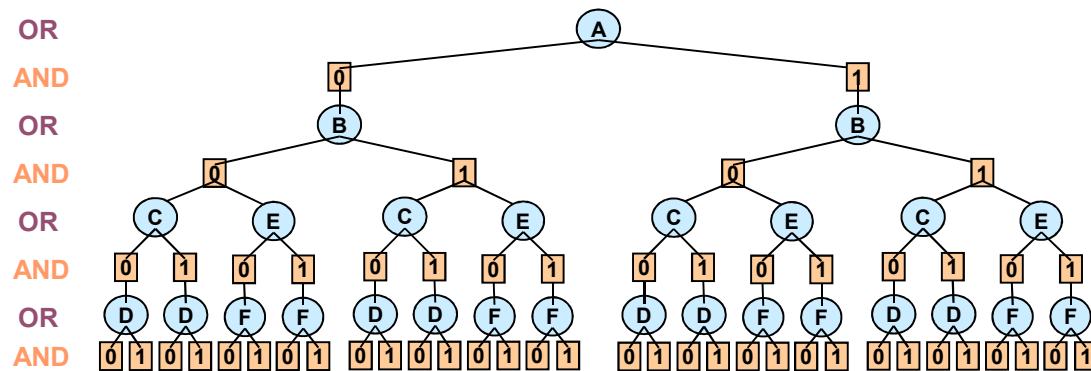 OR A
AND 0 1
OR B B
AND 0 1 0 1
OR C E C E C E C E
AND 0 1 0 1 0 1 0 1 0 1 0 1 0 1 0 1
OR D D F F D D F F D D F F D D F F
AND 0 1 0 1 0 1 0 1 0 1 0 1 0 1 0 1 0 1 0 1 0 1 0 1 0 1 0 1 0 1 0 1